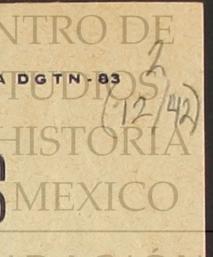 NTRO DE
2
A DGTN-83
TUDIOS
(12/42)
HISTORIA
MEXICO